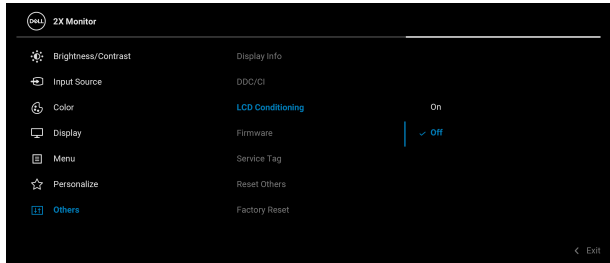 DELL 2X Monitor
Brightness/Contrast Display Info
Input Source DDC/CI
Color LCD Conditioning On
Display Firmware Off
Menu Service Tag
Personalize Reset Others
Others Factory Reset
Exit